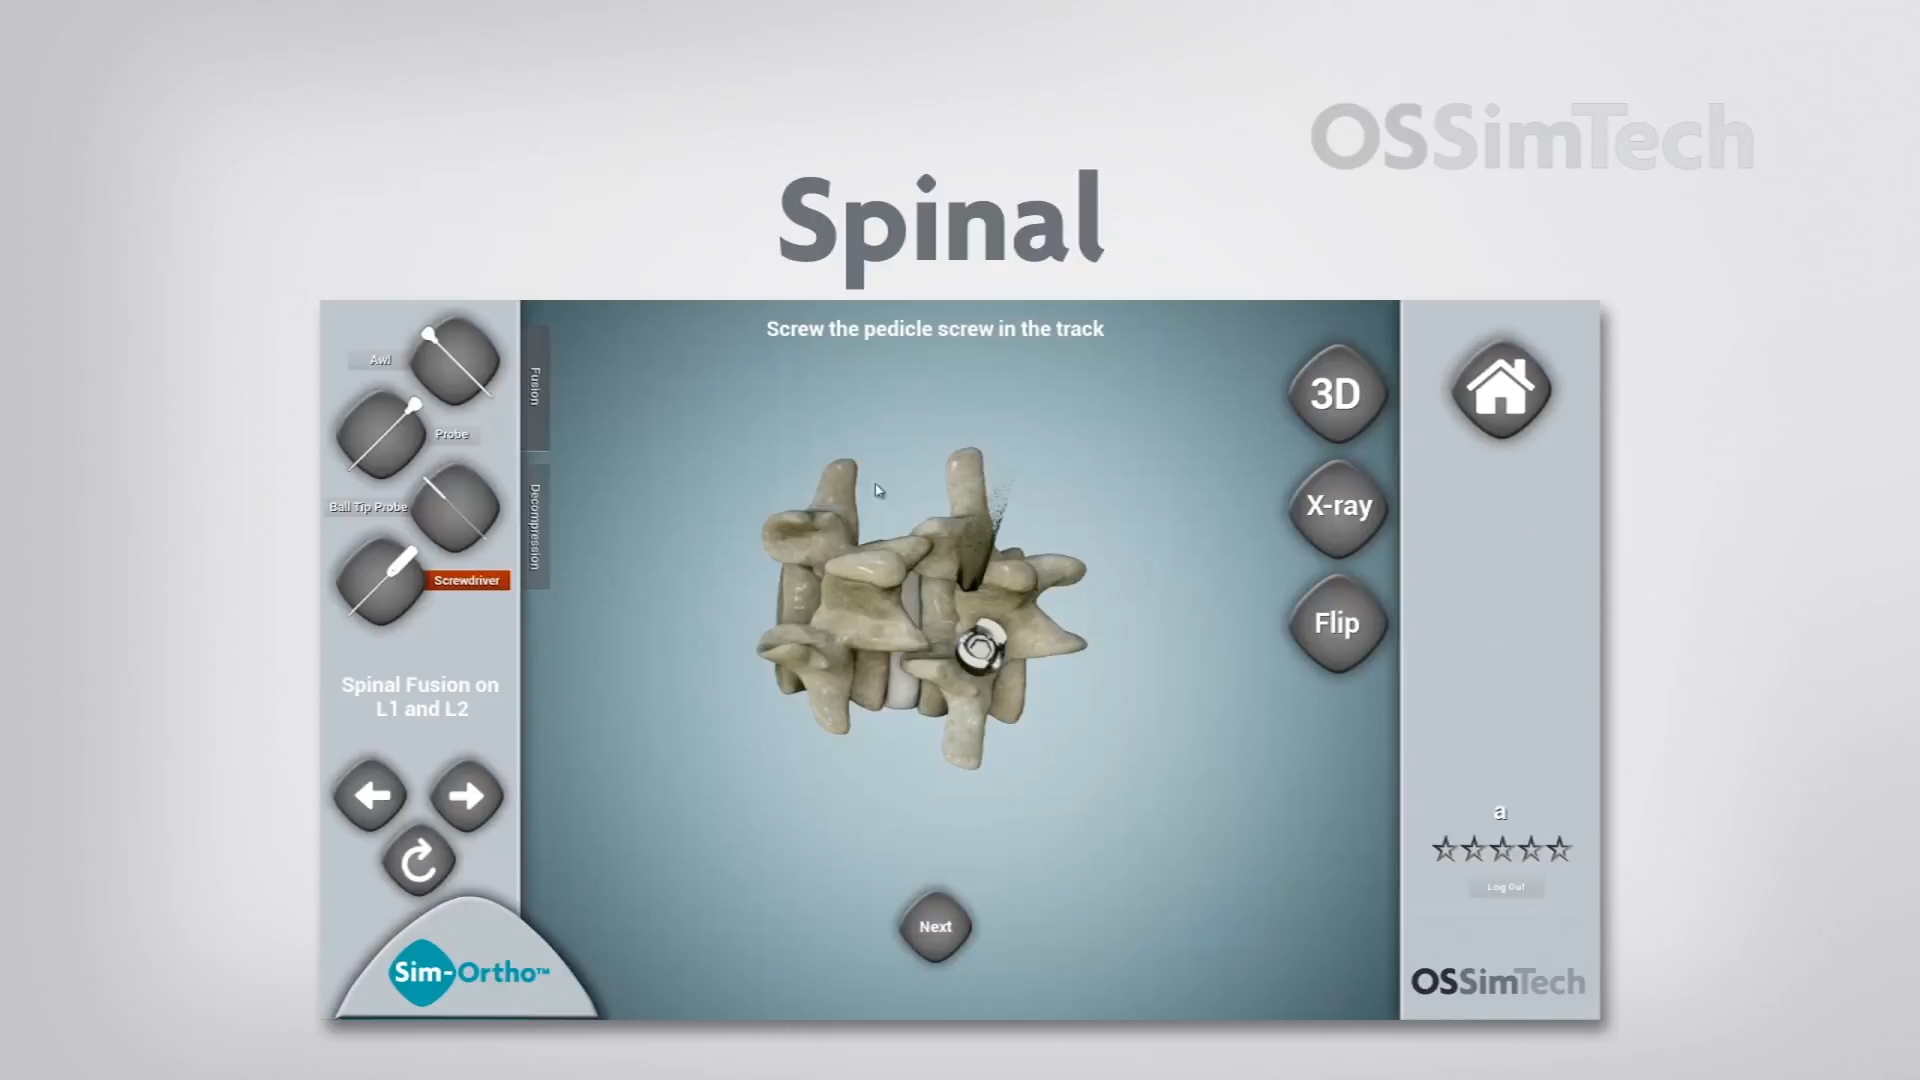 OSSimTech
Spinal
Screw the pedicle screw in the track
Awl
Probe
Ball Tip Probe
Screwdriver
Fusion
Decompression
Spinal Fusion on
L1 and L2
Sim-Ortho™
3D
X-ray
Flip
Next
a
Log Out
OSSimTech